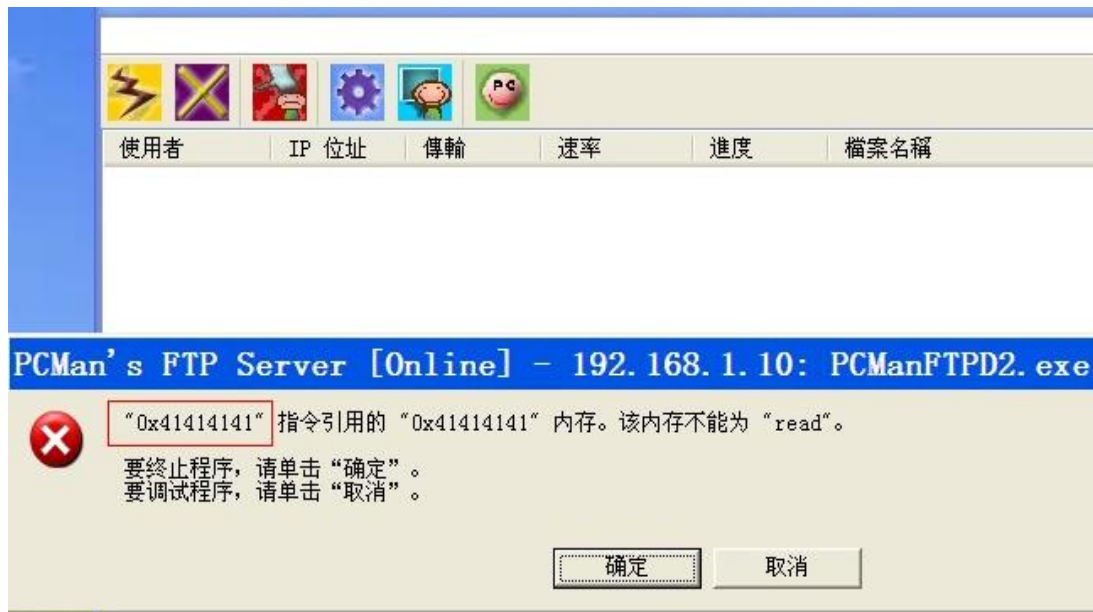 PC
使用者 IP 位址 傳輸 速率 進度 檔案名稱
PCMan's FTP Server [Online] - 192.168.1.10: PCManFTPD2.exe
"0x41414141" 指令引用的 "0x41414141" 内存。该内存不能为 "read"。
要终止程序，请单击“确定”。
要调试程序，请单击“取消”。
确定 取消